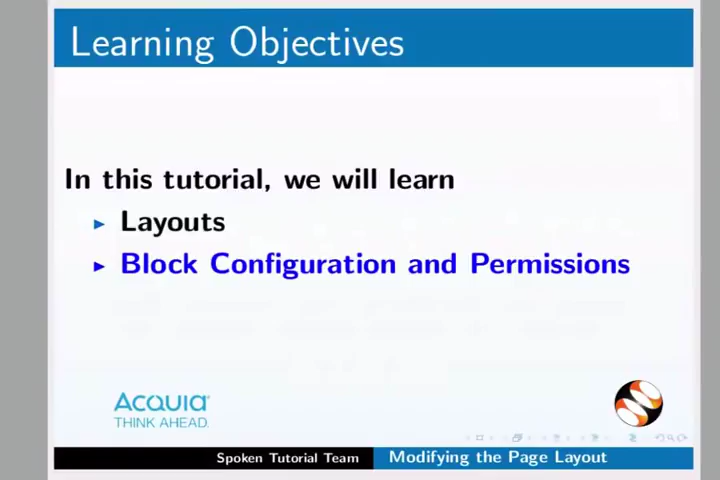 Learning Objectives
In this tutorial, we will learn
Layouts
Block Configuration and Permissions
ACQUIA
THINK AHEAD.
Spoken Tutorial Team
Modifying the Page Layout